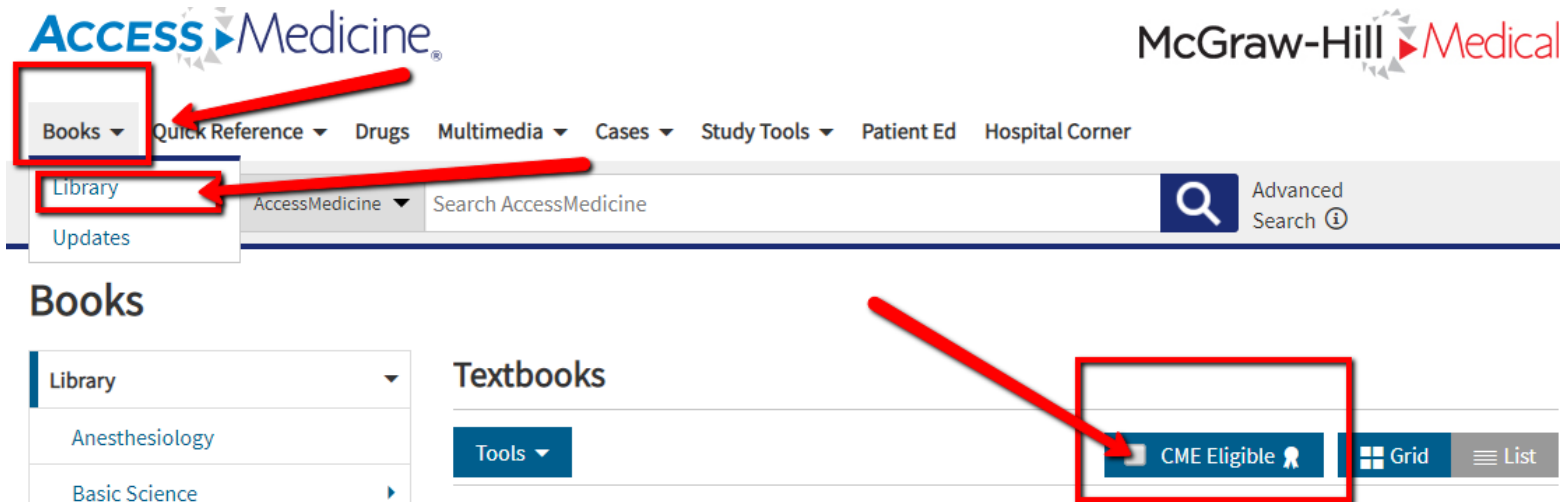 ACCESS Medicine®
McGraw-Hill Medical
Books Quick Reference Drugs Multimedia Cases Study Tools Patient Ed Hospital Corner
Library
Updates
AccessMedicine Search AccessMedicine
Advanced
Search
Books
Library
Anesthesiology
Basic Science
Textbooks
Tools CME Eligible Grid List